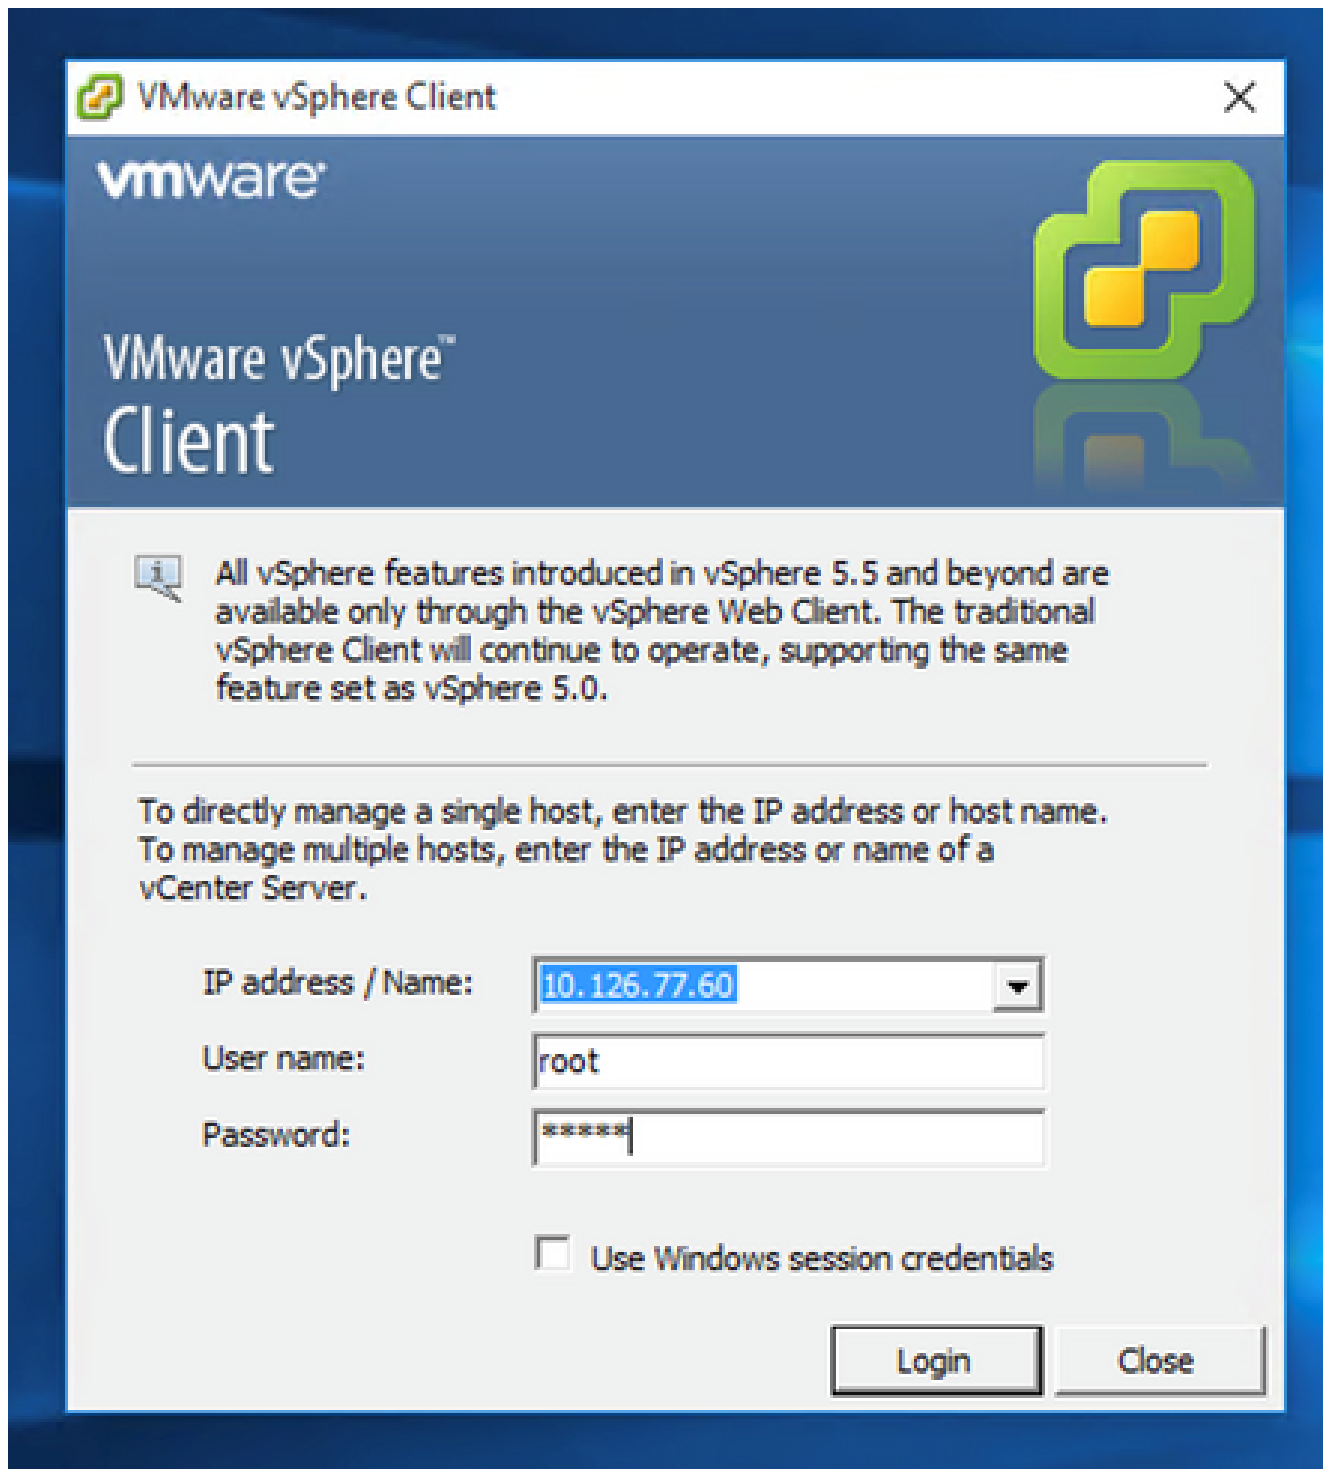 VMware vSphere Client
vmware®
VMware vSphere™
Client
i
All vSphere features introduced in vSphere 5.5 and beyond are
available only through the vSphere Web Client. The traditional
vSphere Client will continue to operate, supporting the same
feature set as vSphere 5.0.
To directly manage a single host, enter the IP address or host name.
To manage multiple hosts, enter the IP address or name of a
vCenter Server.
IP address / Name: 10.126.77.60
User name: root
Password: *****
Use Windows session credentials
Login Close